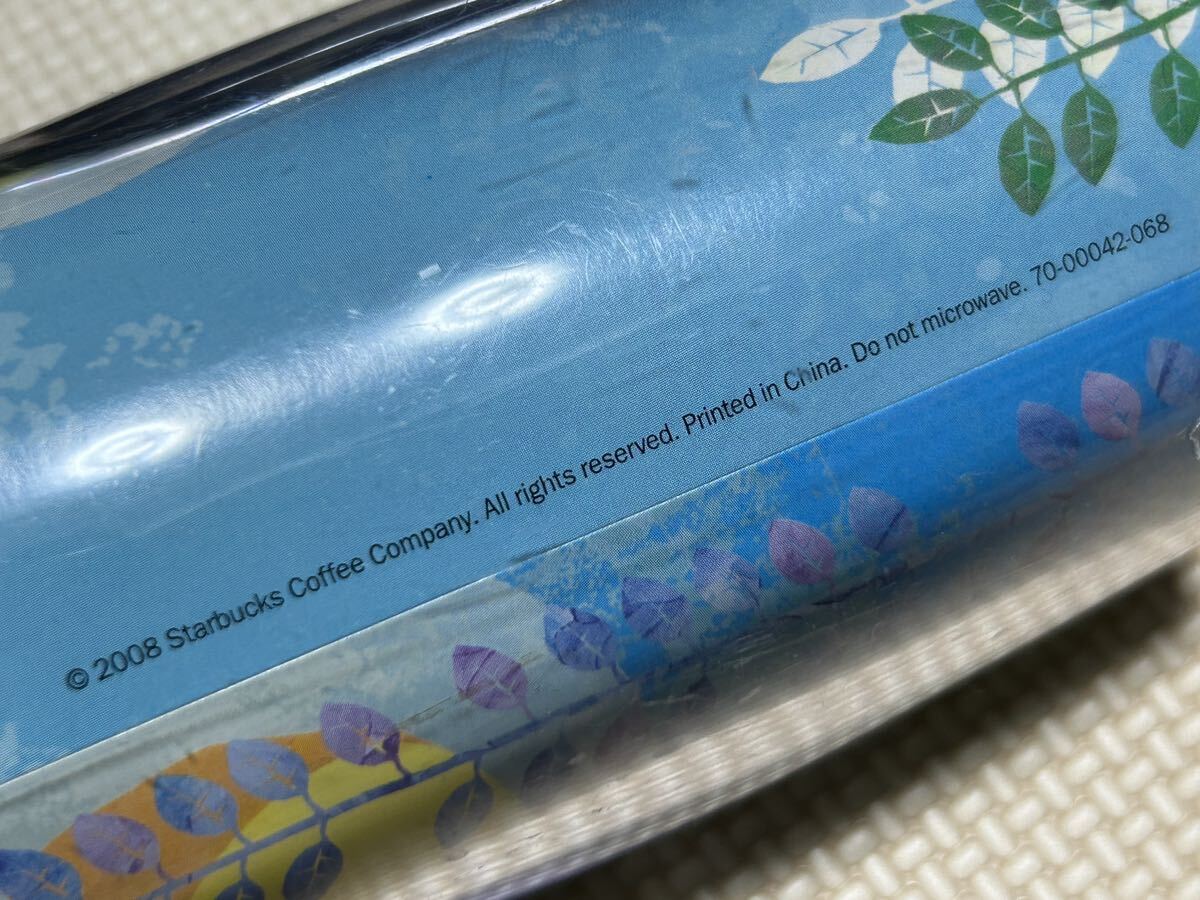 © 2008 Starbucks Coffee Company. All rights reserved. Printed in China. Do not microwave. 70-00042-068